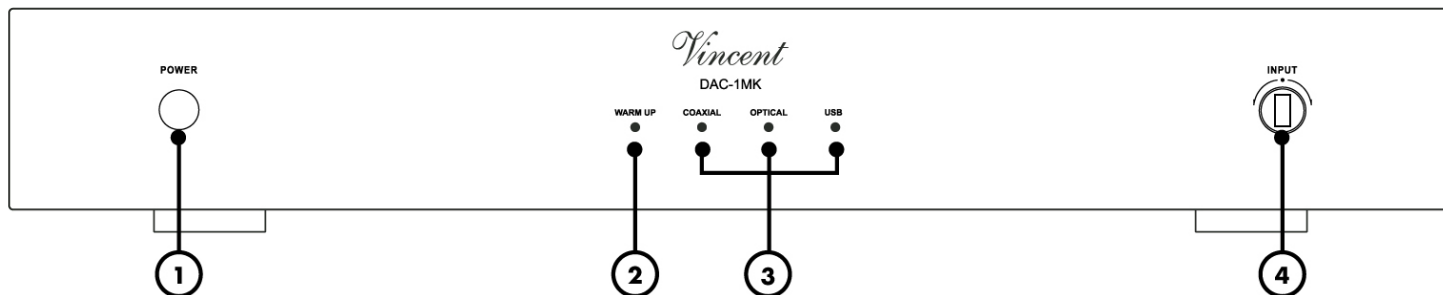 Vincent
DAC-1MK
POWER
INPUT
WARM UP
COAXIAL
OPTICAL
USB
1
2
3
4